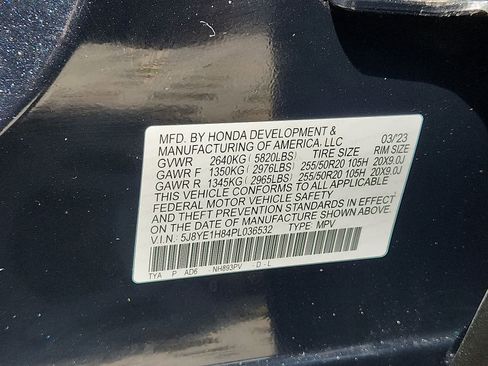 MFD. BY HONDA DEVELOPMENT &
MANUFACTURING OF AMERICA, LLC 03/23
GVWR 2640KG (5820LBS) TIRE SIZE RIM SIZE
GAWR F 1350KG (2976LBS) 255/50R20 105H 20X9.0J
GAWR R 1345KG (2965LBS) 255/50R20 105H 20X9.0J
THIS VEHICLE CONFORMS TO ALL APPLICABLE
FEDERAL MOTOR VEHICLE SAFETY
AND THEFT PREVENTION STANDARDS IN EFFECT
ON THE DATE OF MANUFACTURE SHOWN ABOVE.
V.I.N.: 5J8YE1H84PL036532 TYPE: MPV
TYA P AD6 NH893PV -D-L